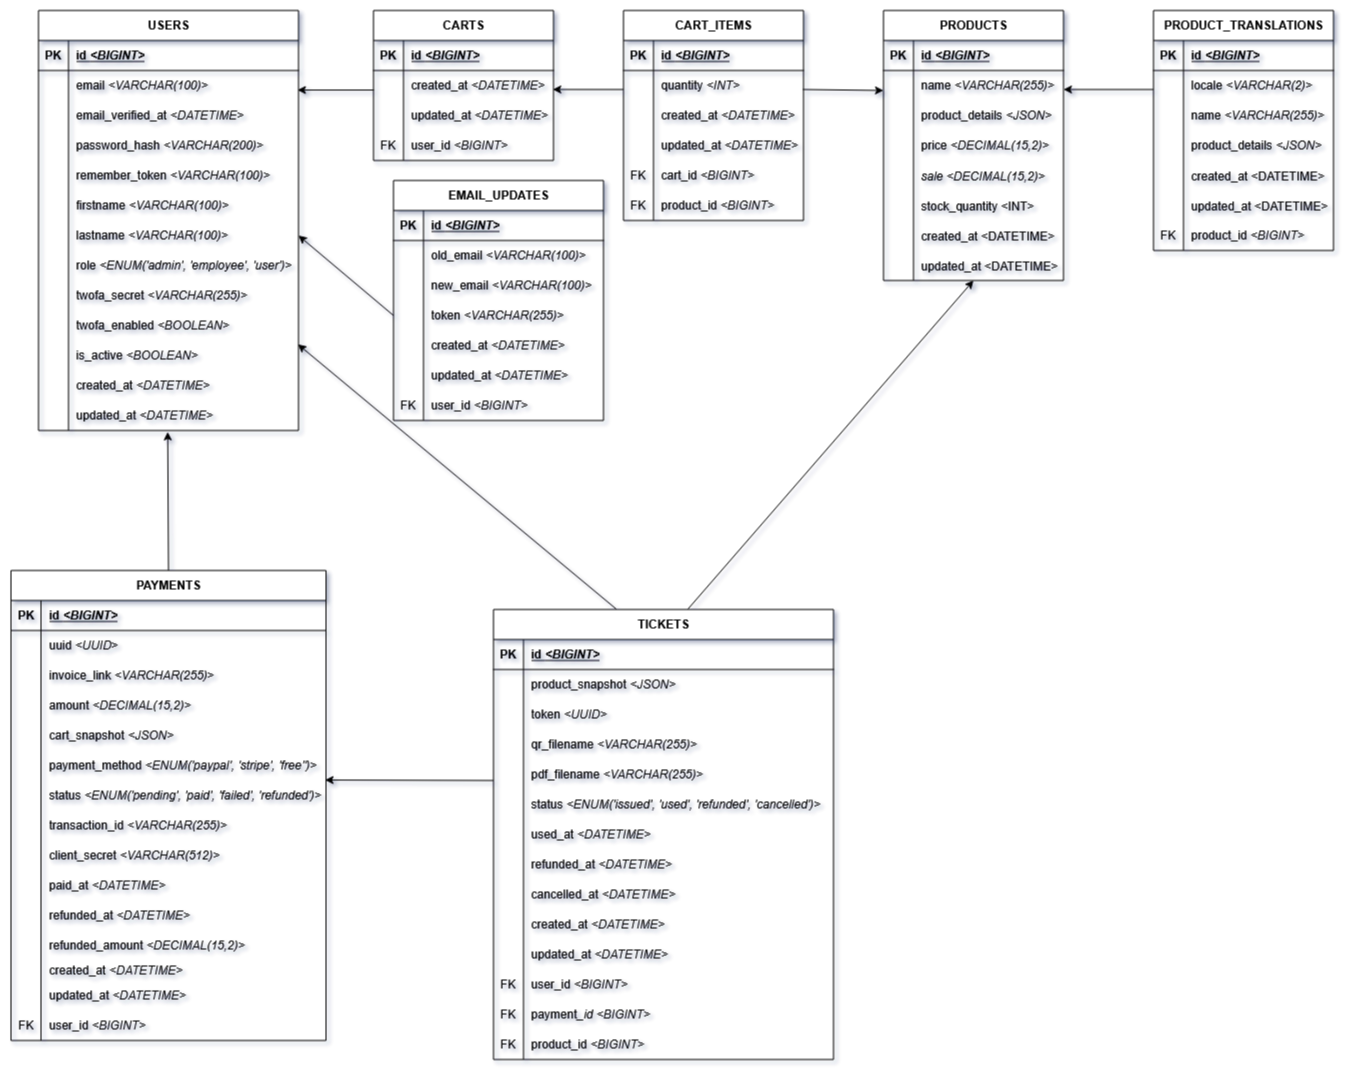 USERS
PK id <BIGINT>
email <VARCHAR(100)>
email_verified_at <DATETIME>
password_hash <VARCHAR(200)>
remember_token <VARCHAR(100)>
firstname <VARCHAR(100)>
lastname <VARCHAR(100)>
role <ENUM('admin', 'employee', 'user')>
twofa_secret <VARCHAR(255)>
twofa_enabled <BOOLEAN>
is_active <BOOLEAN>
created_at <DATETIME>
updated_at <DATETIME>
CARTS
PK id <BIGINT>
created_at <DATETIME>
updated_at <DATETIME>
FK user_id <BIGINT>
CART_ITEMS
PK id <BIGINT>
quantity <INT>
created_at <DATETIME>
updated_at <DATETIME>
FK cart_id <BIGINT>
FK product_id <BIGINT>
PRODUCTS
PK id <BIGINT>
name <VARCHAR(255)>
product_details <JSON>
price <DECIMAL(15,2)>
sale <DECIMAL(15,2)>
stock_quantity <INT>
created_at <DATETIME>
updated_at <DATETIME>
PRODUCT_TRANSLATIONS
PK id <BIGINT>
locale <VARCHAR(2)>
name <VARCHAR(255)>
product_details <JSON>
created_at <DATETIME>
updated_at <DATETIME>
FK product_id <BIGINT>
EMAIL_UPDATES
PK id <BIGINT>
old_email <VARCHAR(100)>
new_email <VARCHAR(100)>
token <VARCHAR(255)>
created_at <DATETIME>
updated_at <DATETIME>
FK user_id <BIGINT>
PAYMENTS
PK id <BIGINT>
uuid <UUID>
invoice_link <VARCHAR(255)>
amount <DECIMAL(15,2)>
cart_snapshot <JSON>
payment_method <ENUM('paypal', 'stripe', 'free")>
status <ENUM('pending', 'paid', 'failed', 'refunded')>
transaction_id <VARCHAR(255)>
client_secret <VARCHAR(512)>
paid_at <DATETIME>
refunded_at <DATETIME>
refunded_amount <DECIMAL(15,2)>
created_at <DATETIME>
updated_at <DATETIME>
FK user_id <BIGINT>
TICKETS
PK id <BIGINT>
product_snapshot <JSON>
token <UUID>
qr_filename <VARCHAR(255)>
pdf_filename <VARCHAR(255)>
status <ENUM('issued', 'used', 'refunded', 'cancelled')>
used_at <DATETIME>
refunded_at <DATETIME>
cancelled_at <DATETIME>
created_at <DATETIME>
updated_at <DATETIME>
FK user_id <BIGINT>
FK payment_id <BIGINT>
FK product_id <BIGINT>